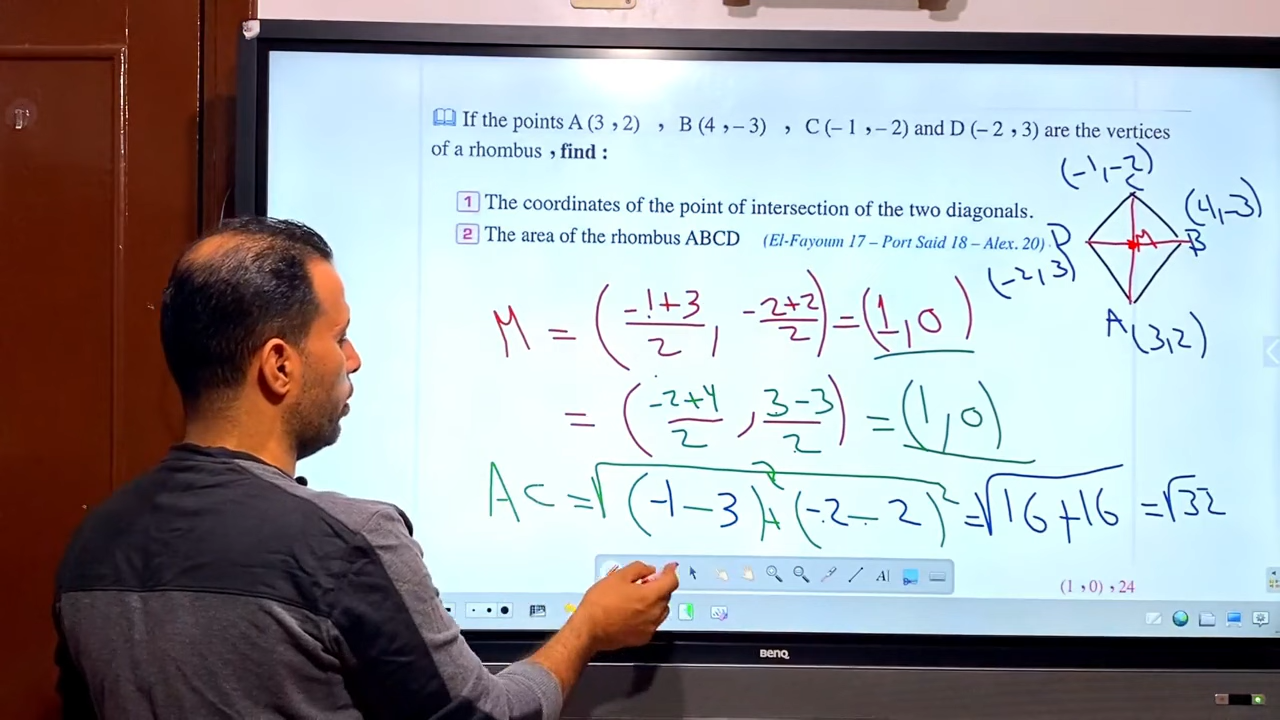 If the points A (3 , 2) , B (4 , – 3) , C (– 1 , – 2) and D (– 2 , 3) are the vertices
of a rhombus , find :
(-1,-2)
C
(4,-3)
1 The coordinates of the point of intersection of the two diagonals.
2 The area of the rhombus ABCD (El-Fayoum 17 – Port Said 18 – Alex. 20)
D M B
(-2,3)
A (3,2)
M = (-1+3/2, -2+2/2) = (1,0)
= (-2+4/2, 3-3/2) = (1,0)
AC = √(-1-3)²+(-2-2)² = √16+16 = √32
A
(1 , 0) , 24
BenQ